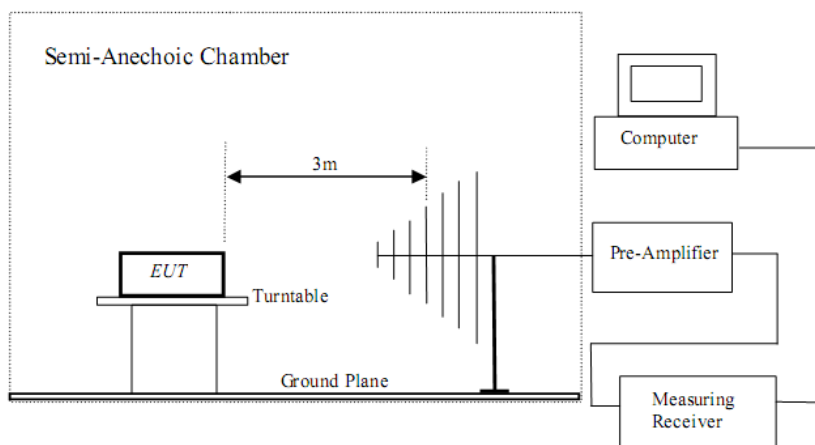 Semi-Anechoic Chamber
Computer
3m
Pre-Amplifier
EUT
Turntable
Ground Plane
Measuring
Receiver